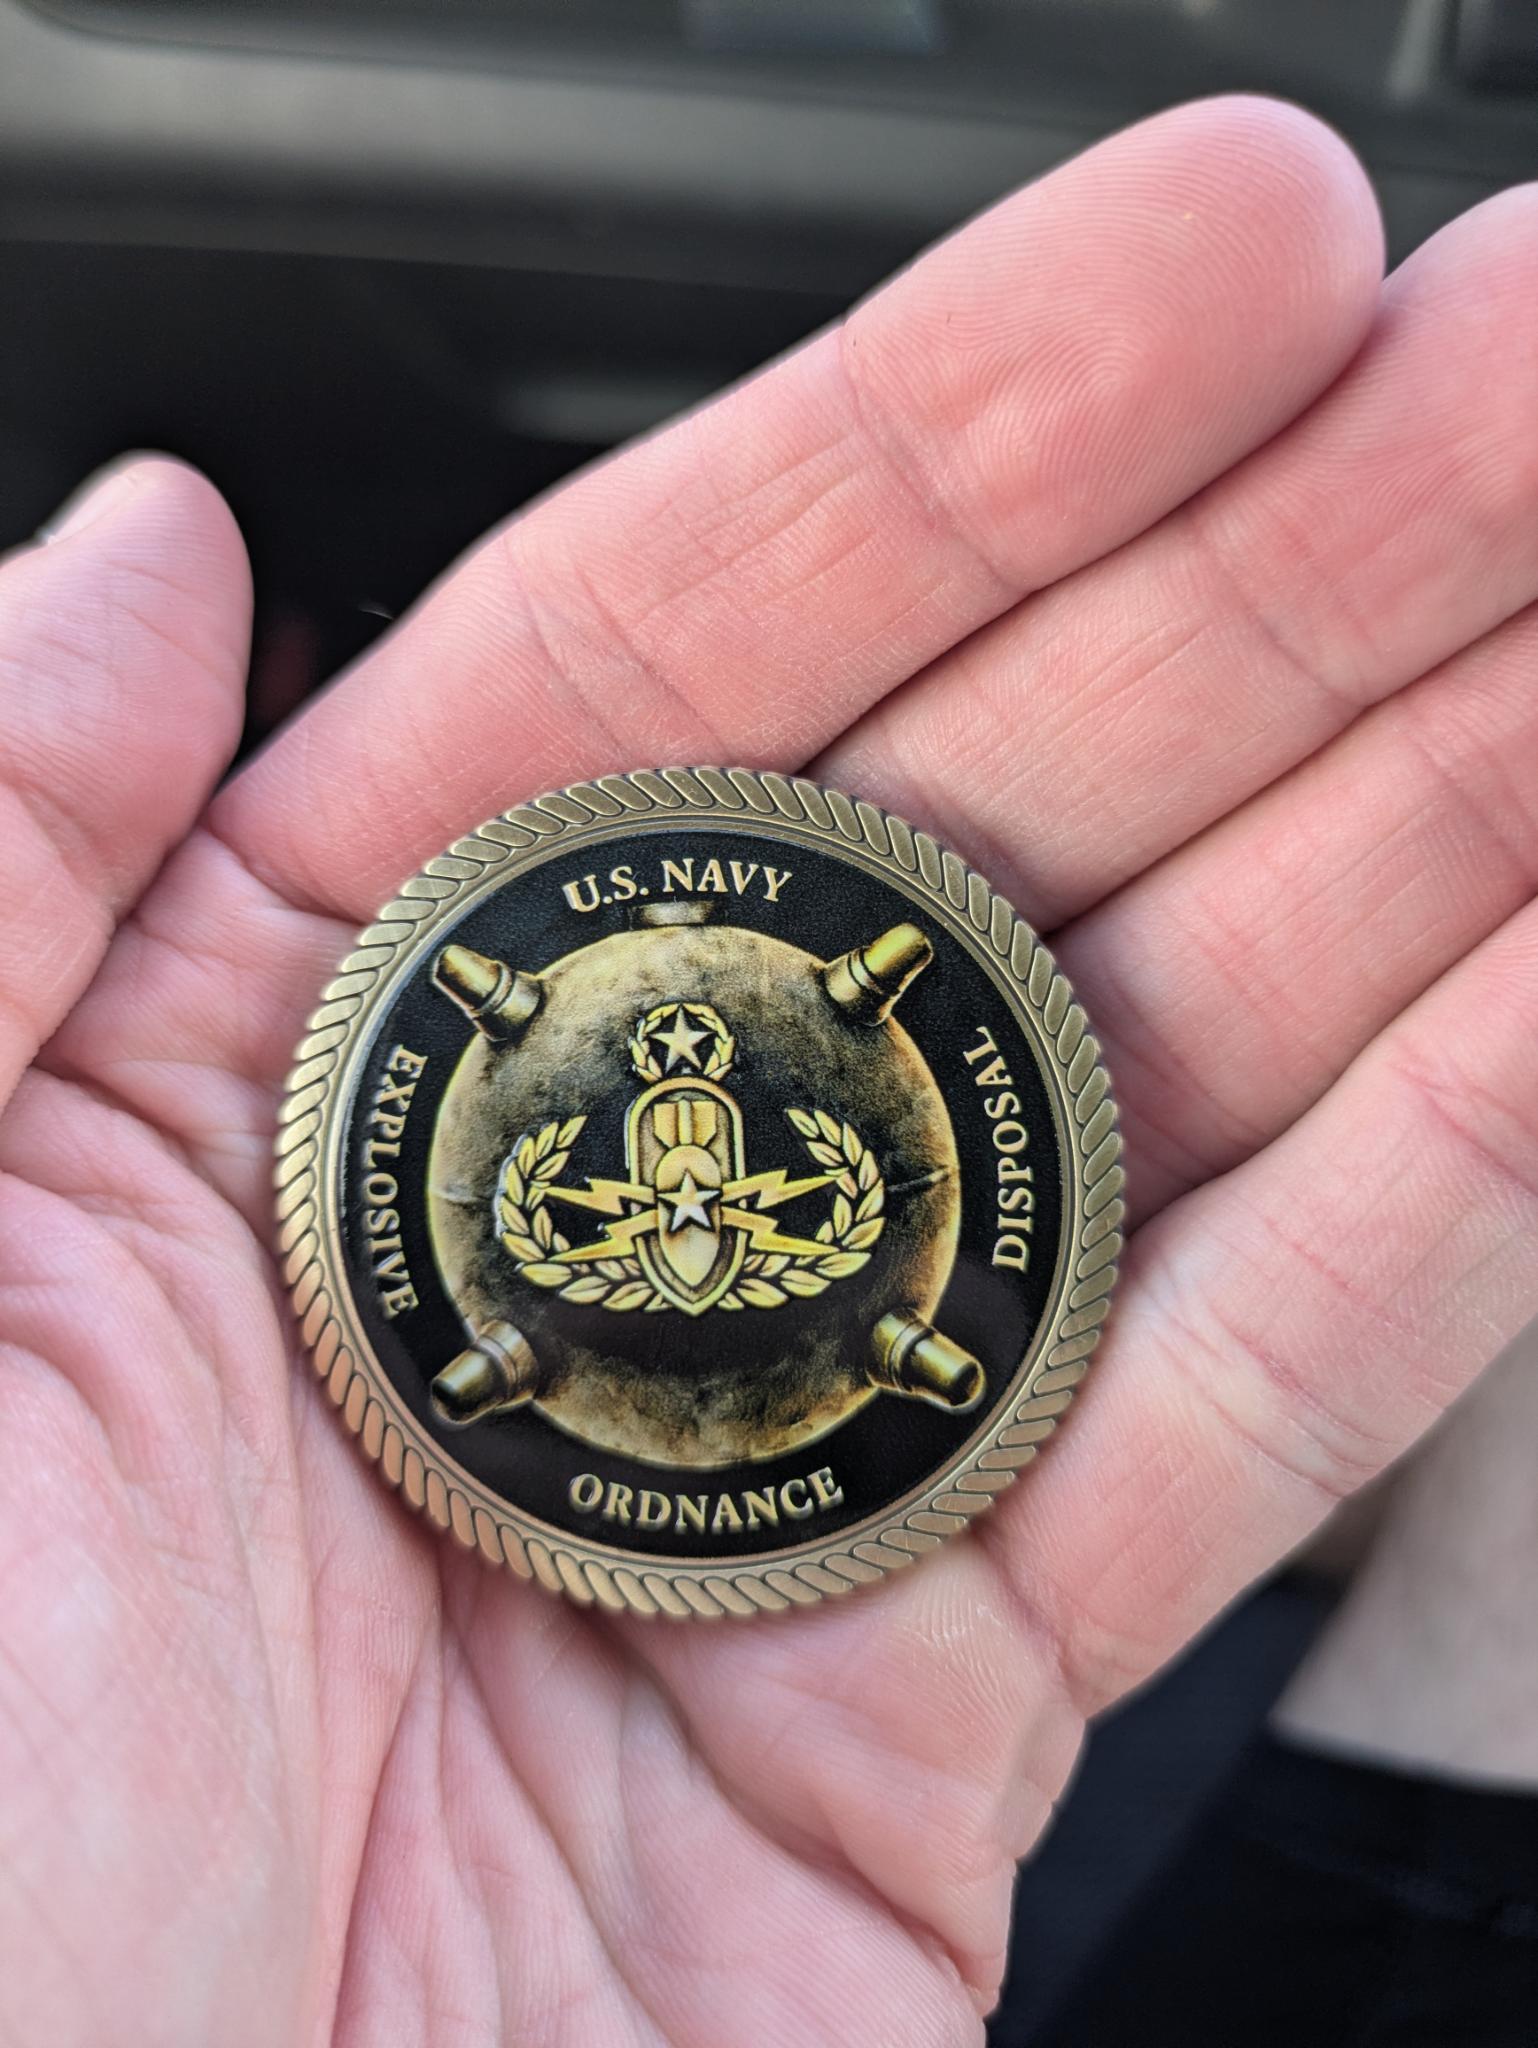 U.S. NAVY
EXPLOSIVE
ORDNANCE
DISPOSAL